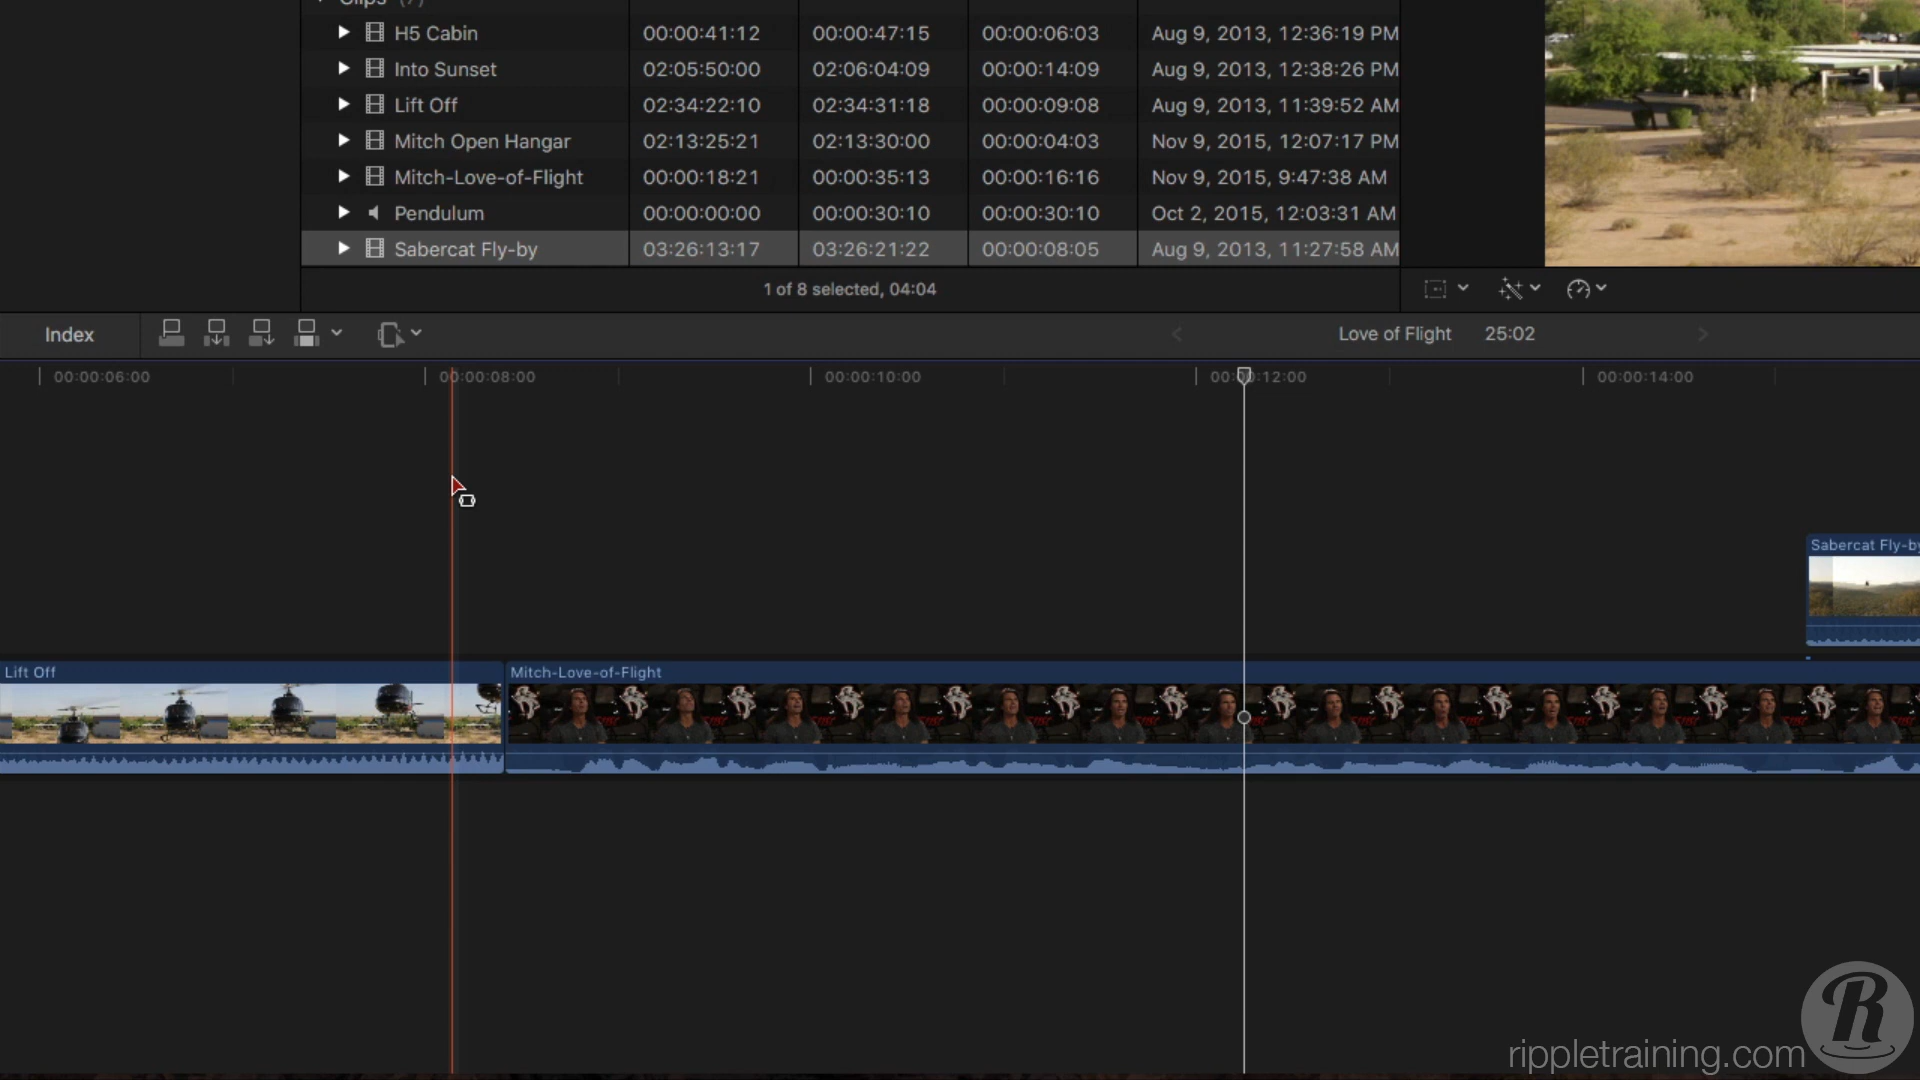 Clips (7)
H5 Cabin 00:00:41:12 00:00:47:15 00:00:06:03 Aug 9, 2013, 12:36:19 PM
Into Sunset 02:05:50:00 02:06:04:09 00:00:14:09 Aug 9, 2013, 12:38:26 PM
Lift Off 02:34:22:10 02:34:31:18 00:00:09:08 Aug 9, 2013, 11:39:52 AM
Mitch Open Hangar 02:13:25:21 02:13:30:00 00:00:04:03 Nov 9, 2015, 12:07:17 PM
Mitch-Love-of-Flight 00:00:18:21 00:00:35:13 00:00:16:16 Nov 9, 2015, 9:47:38 AM
Pendulum 00:00:00:00 00:00:30:10 00:00:30:10 Oct 2, 2015, 12:03:31 AM
Sabercat Fly-by 03:26:13:17 03:26:21:22 00:00:08:05 Aug 9, 2013, 11:27:58 AM
1 of 8 selected, 04:04
Index Love of Flight 25:02
00:00:06:00 00:00:08:00 00:00:10:00 00:00:12:00 00:00:14:00
Sabercat Fly-by
Lift Off Mitch-Love-of-Flight
R
rippletraining.com